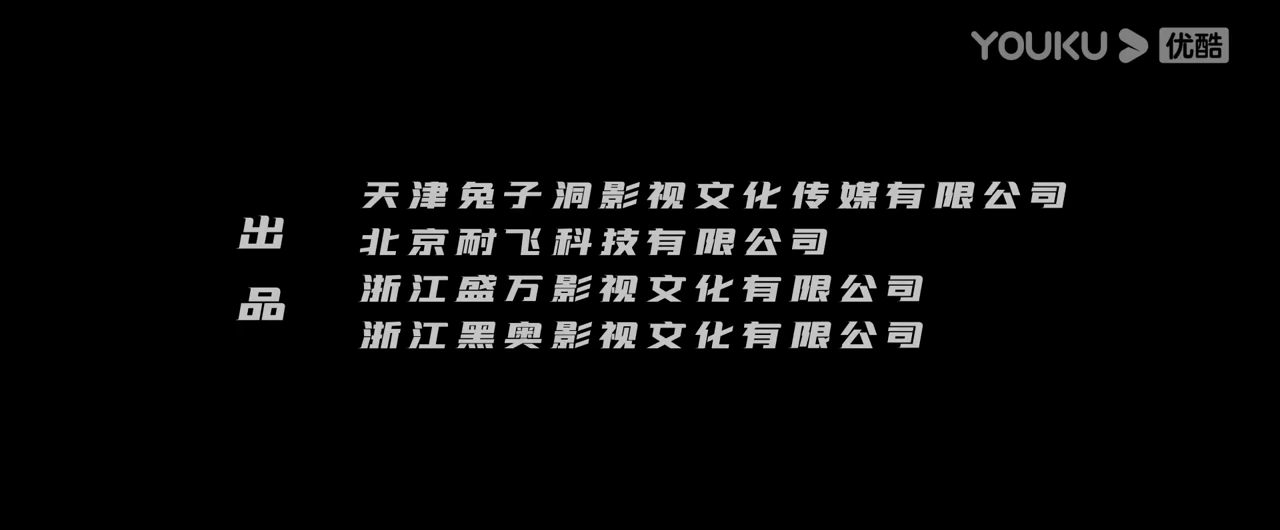 YOUKU 优酷
出品
天津兔子洞影视文化传媒有限公司
北京耐飞科技有限公司
浙江盛万影视文化有限公司
浙江黑奥影视文化有限公司